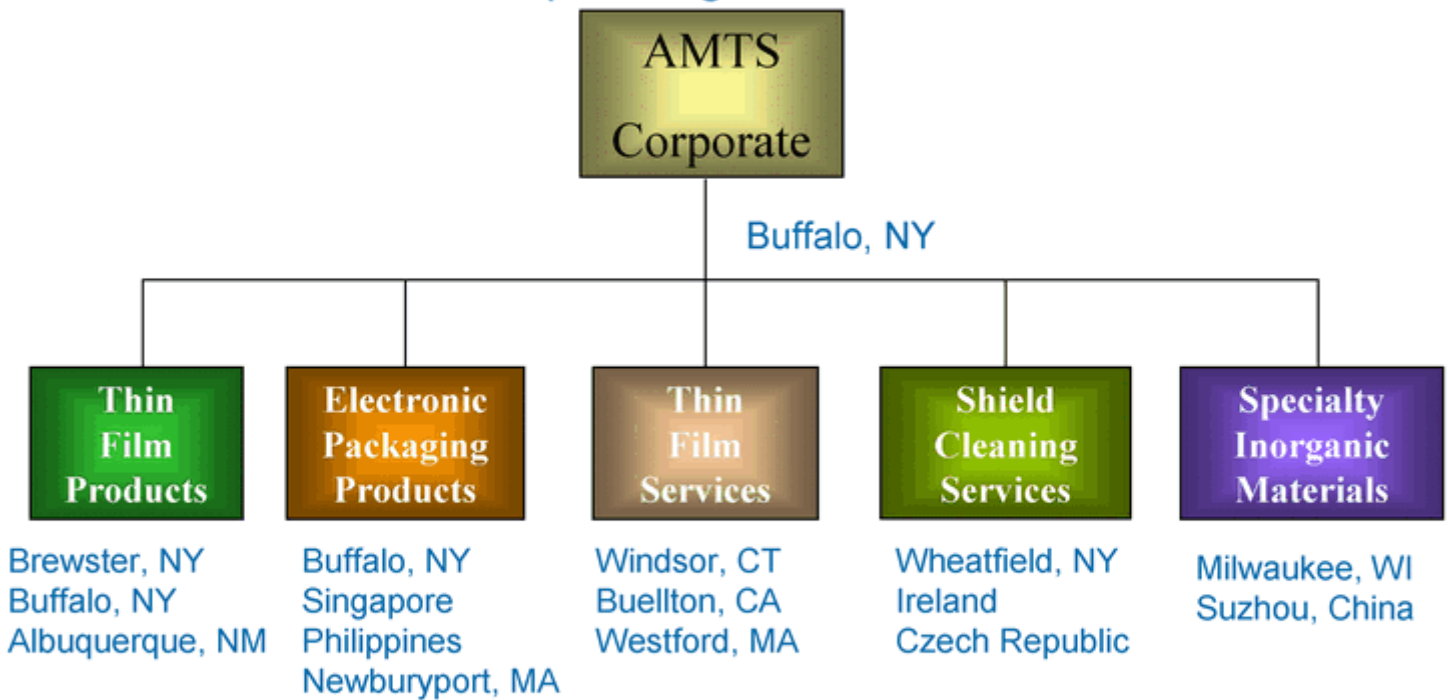 AMTS
Corporate
Buffalo, NY
Thin
Film
Products
Electronic
Packaging
Products
Thin
Film
Services
Shield
Cleaning
Services
Specialty
Inorganic
Materials
Brewster, NY
Buffalo, NY
Albuquerque, NM
Buffalo, NY
Singapore
Philippines
Newburyport, MA
Windsor, CT
Buellton, CA
Westford, MA
Wheatfield, NY
Ireland
Czech Republic
Milwaukee, WI
Suzhou, China